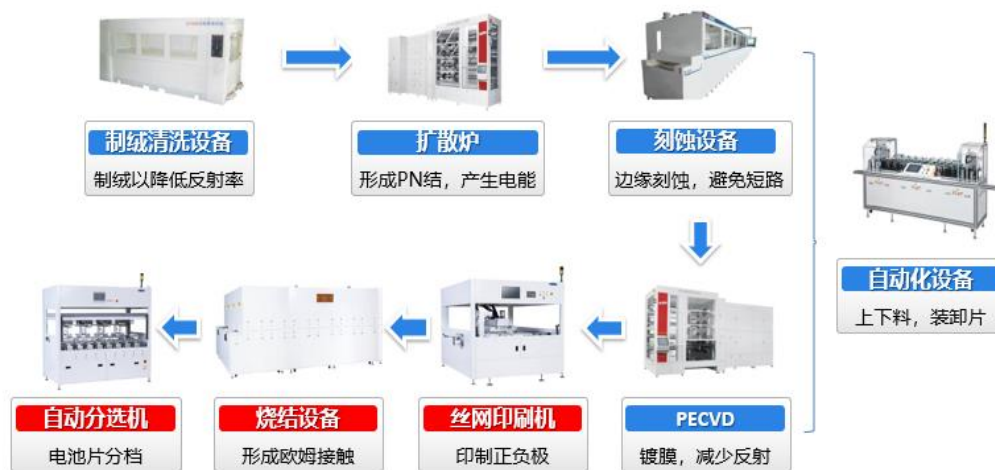 制绒清洗设备
制绒以降低反射率
扩散炉
形成PN结，产生电能
刻蚀设备
边缘刻蚀，避免短路
自动化设备
上下料，装卸片
自动分选机
电池片分档
烧结设备
形成欧姆接触
丝网印刷机
印制正负极
PECVD
镀膜，减少反射